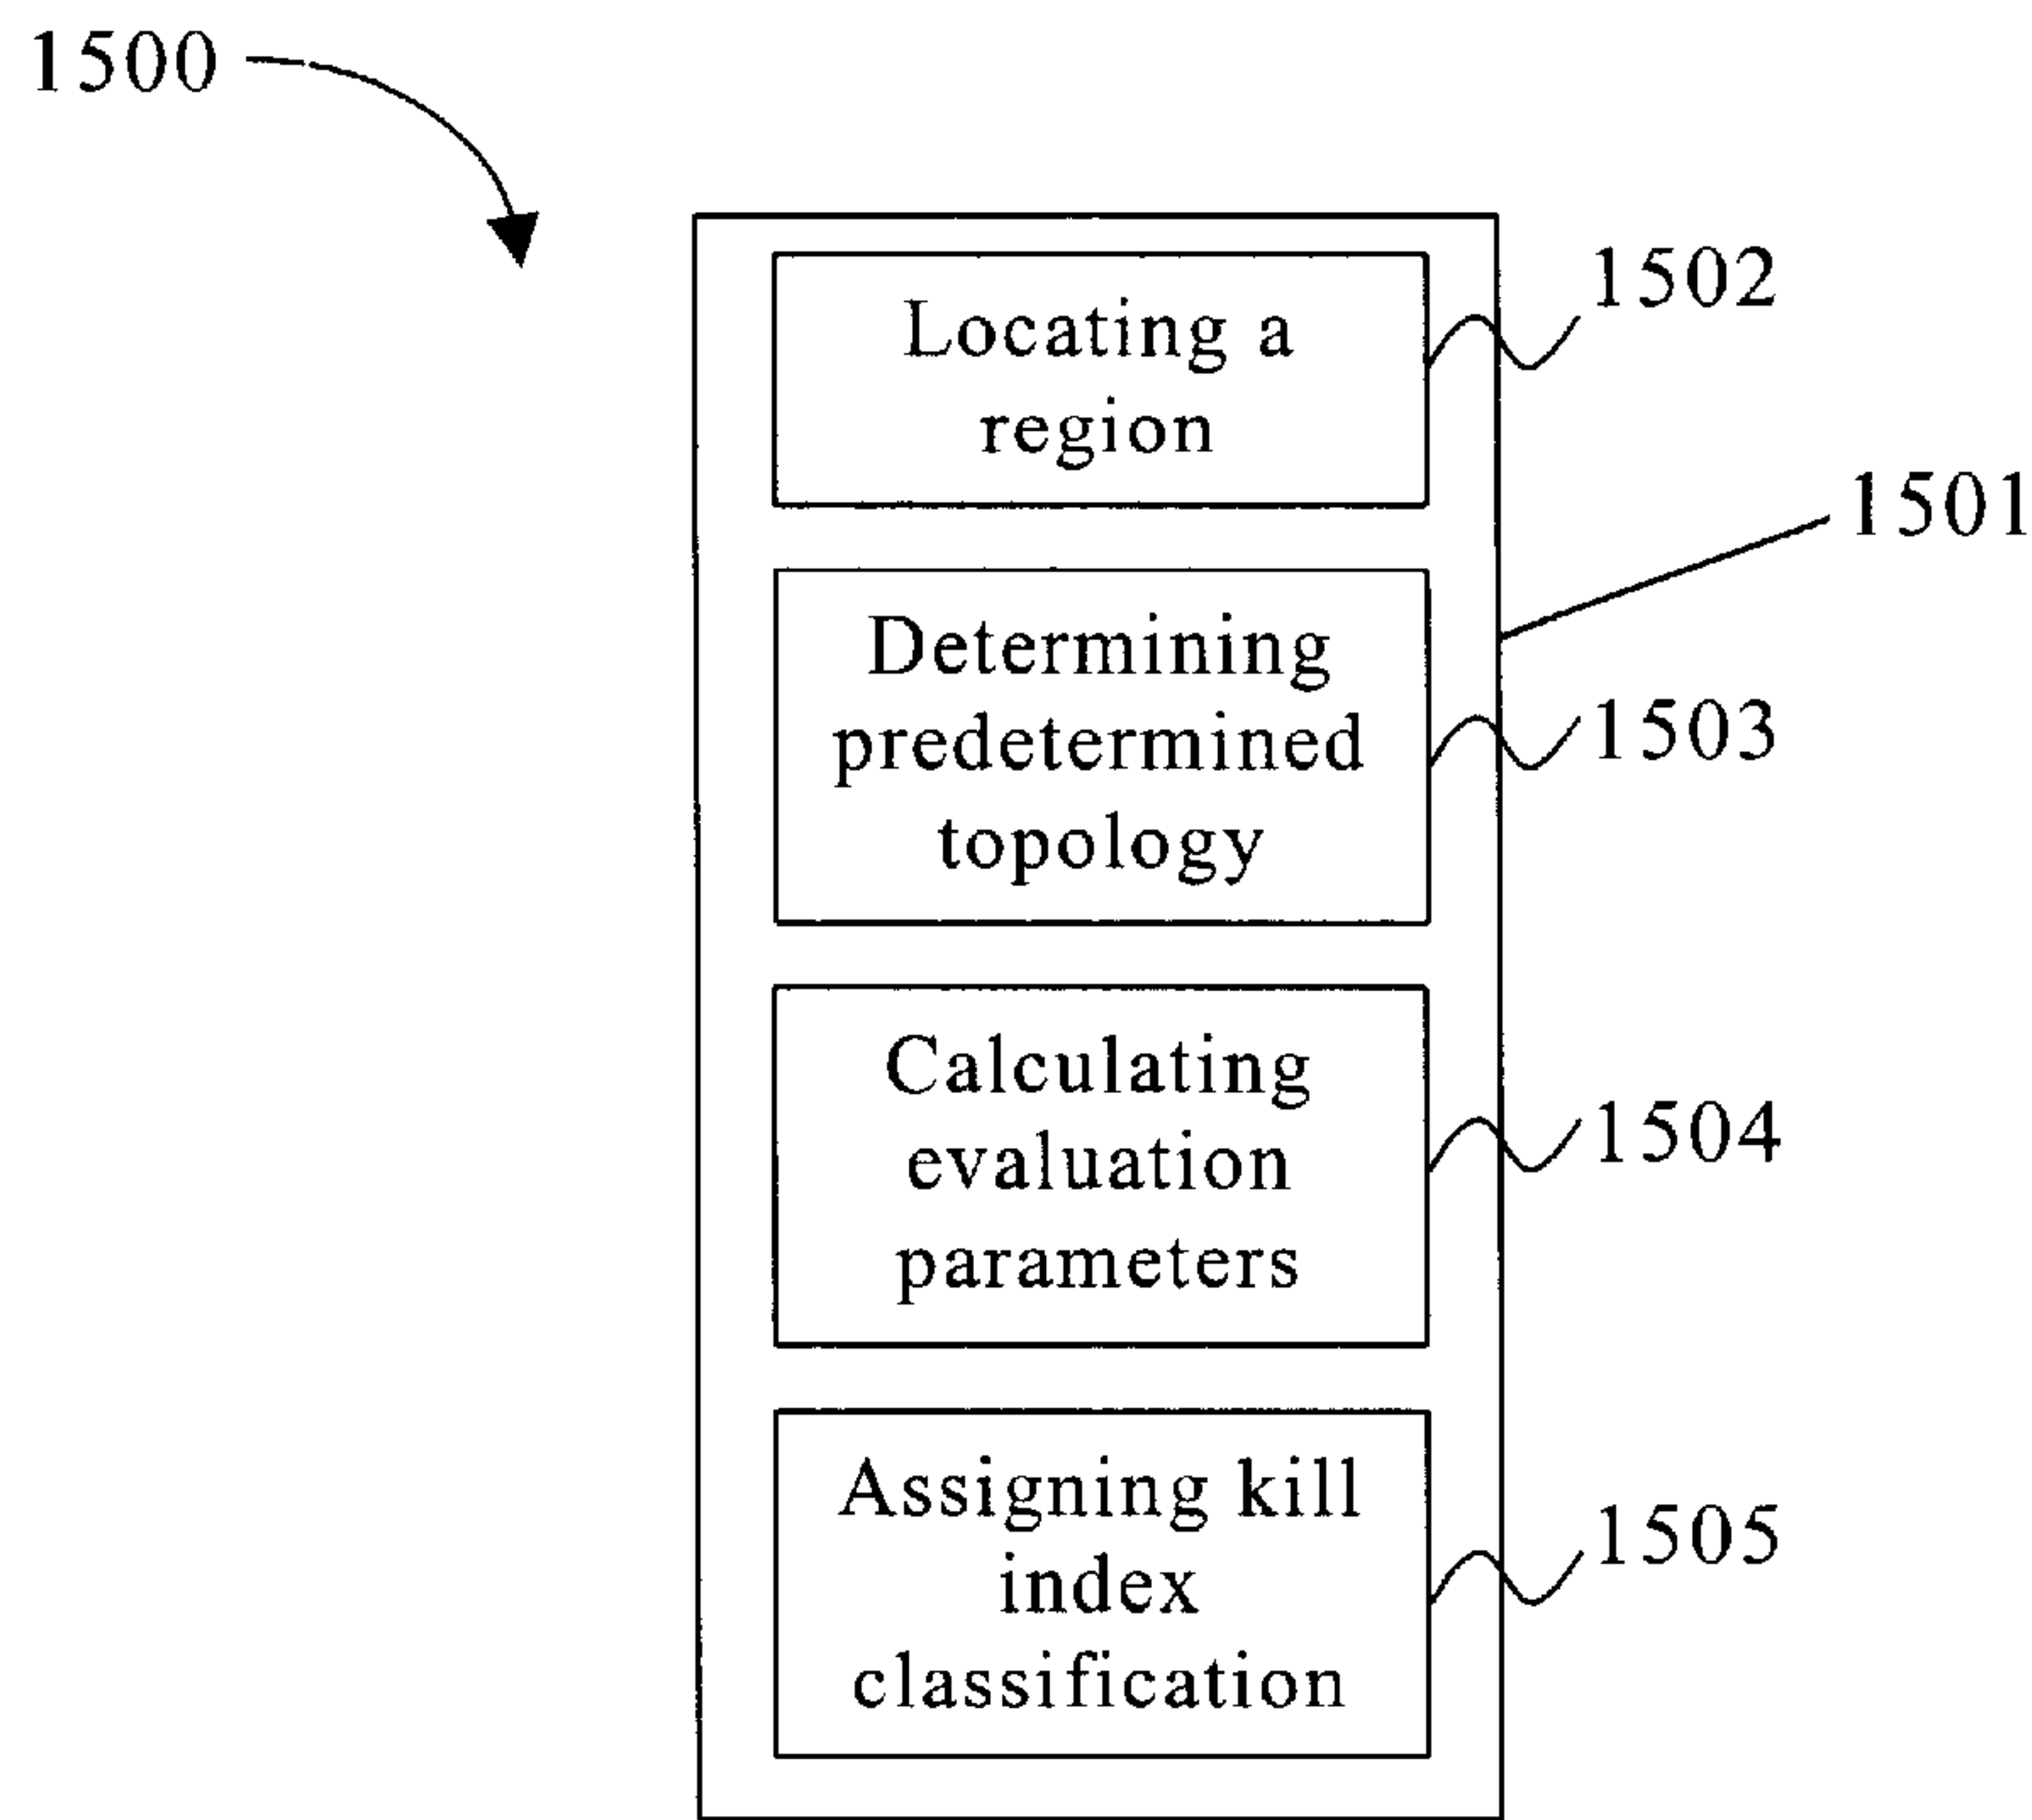 1500
Locating a
region
1502
1501
Determining
predetermined
topology
1503
Calculating
evaluation
parameters
1504
Assigning kill
index
classification
1505